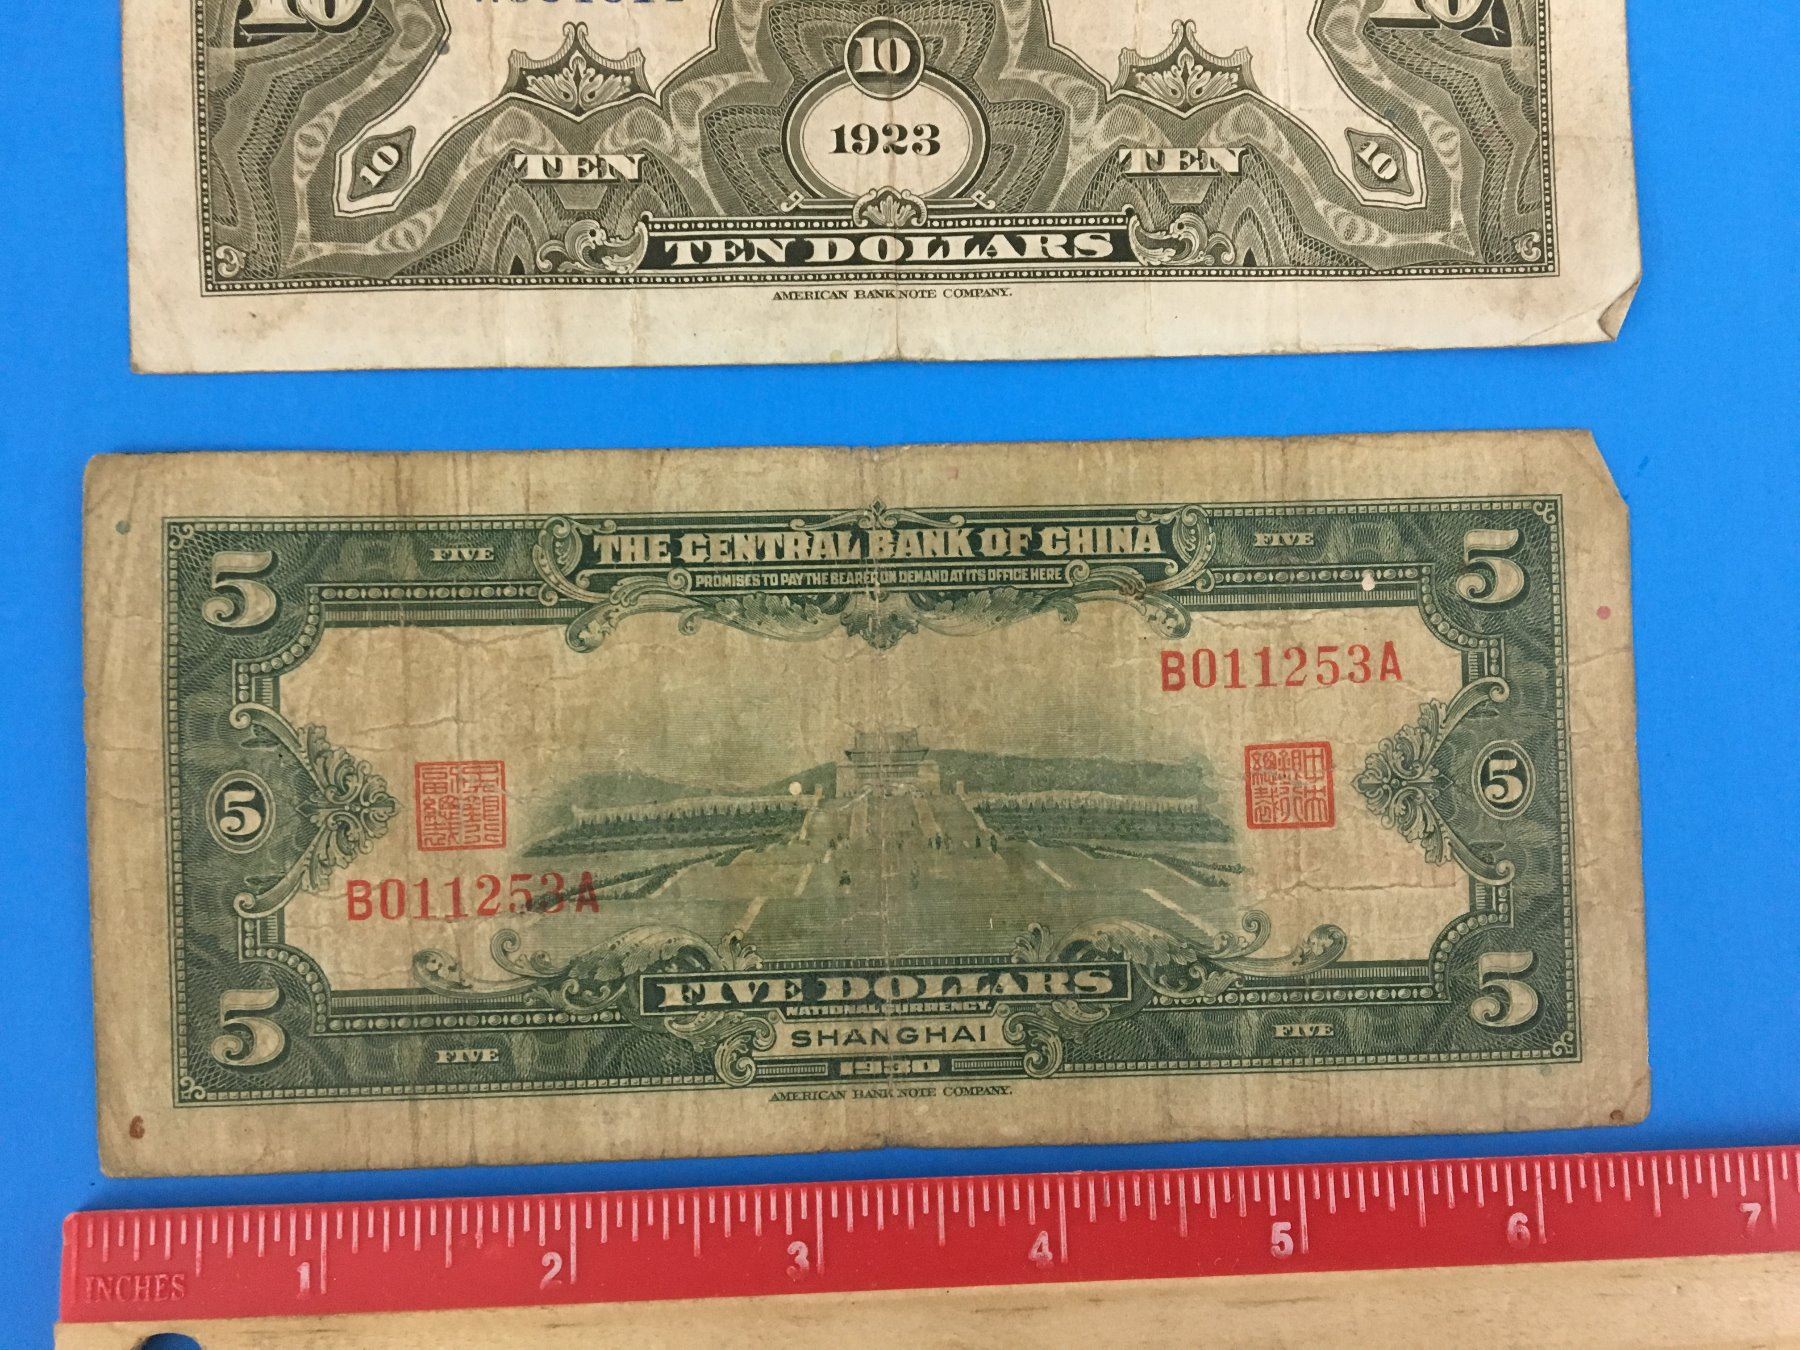 10 10
10
1923
10 TEN TEN 10
TEN DOLLARS
AMERICAN BANK NOTE COMPANY.
5 FIVE THE CENTRAL BANK OF CHINA FIVE 5
PROMISES TO PAY THE BEARER ON DEMAND AT ITS OFFICE HERE
B011253A
5 5
B011253A
FIVE DOLLARS
NATIONAL CURRENCY
5 FIVE SHANGHAI FIVE 5
1930
AMERICAN BANK NOTE COMPANY.
6
1 2 3 4 5 6 7
INCHES